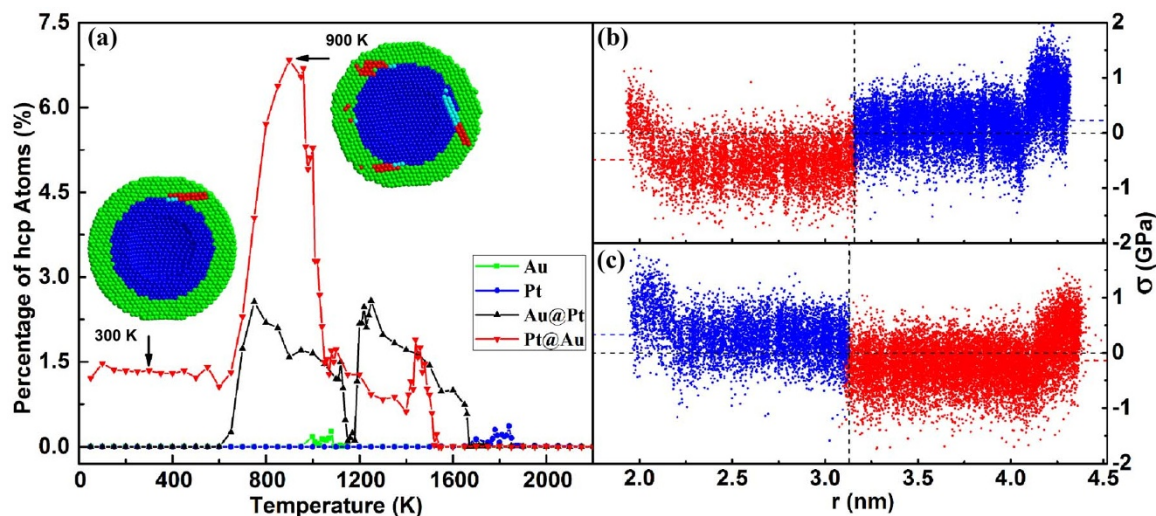 (a)
Percentage of hcp Atoms (%)
7.5
6.0
4.5
3.0
1.5
0.0
900 K
300 K
Au
Pt
Au@Pt
Pt@Au
0 400 800 1200 1600 2000
Temperature (K)
(b)
2
1
0
-1
-2
(c)
1
0
-1
-2
σ (GPa)
2.0 2.5 3.0 3.5 4.0 4.5
r (nm)